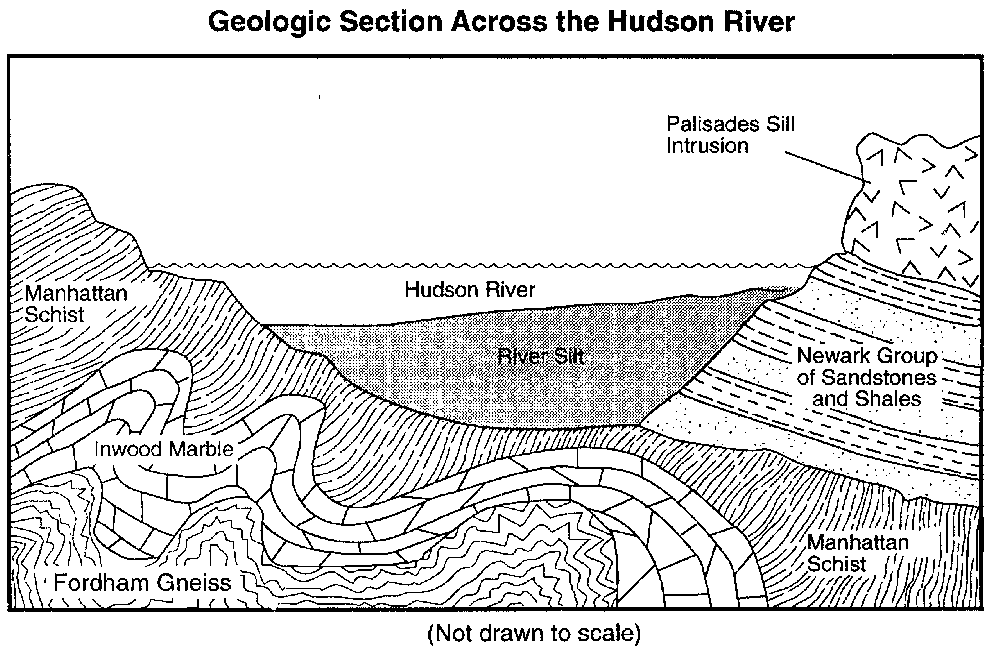 Geologic Section Across the Hudson River
Palisades Sill
Intrusion
Manhattan
Schist
Hudson River
River Silt
Newark Group
of Sandstones
and Shales
Inwood Marble
Manhattan
Schist
Fordham Gneiss
(Not drawn to scale)